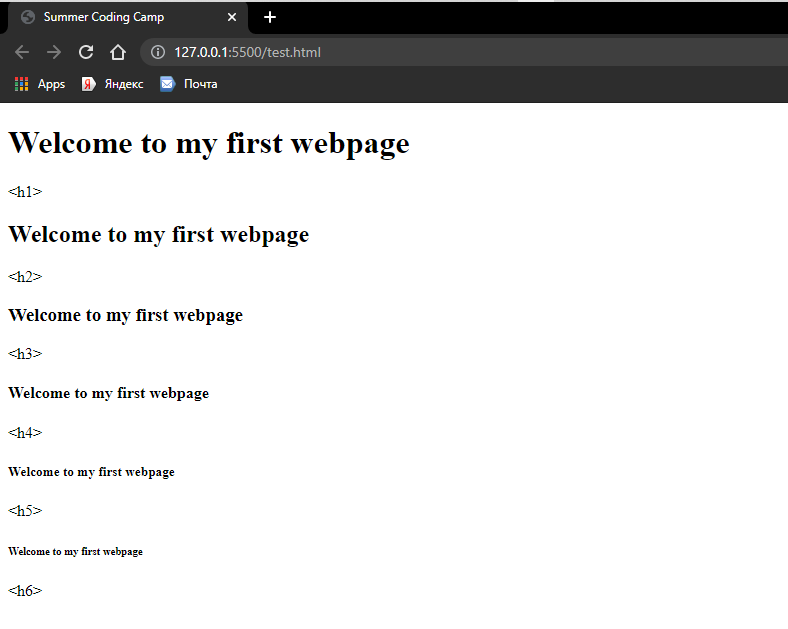 Summer Coding Camp
127.0.0.1:5500/test.html
Apps Яндекс Почта
Welcome to my first webpage
<h1>
Welcome to my first webpage
<h2>
Welcome to my first webpage
<h3>
Welcome to my first webpage
<h4>
Welcome to my first webpage
<h5>
Welcome to my first webpage
<h6>